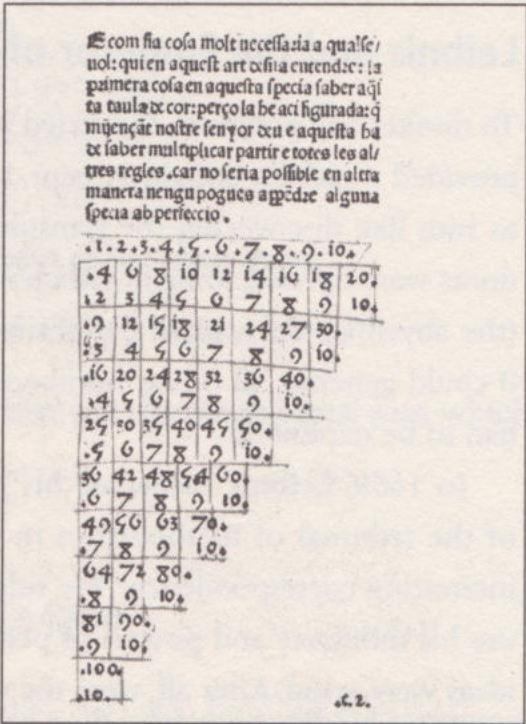 E com sia cosa molt necessaria a qualse/
uol: qui en aquest art desija entendre: la
primera cosa en aquesta specia saber aq̃s
ta taula de cor: perço la he aci figurada: q̃
mijençãt nostre senyor deu e aquesta ha
de saber multiplicar partir e totes les al/
tres regles. car no seria possible en altra
manera nengu pogues apẽdre alguna
specia ab perfeccio.
.1.2.3.4.5.6.7.8.9.10.
.4 6 8 10 12 14 16 18 20.
.2 3 4 5 6 7 8 9 10.
.9 12 15 18 21 24 27 30.
.3 4 5 6 7 8 9 10.
.16 20 24 28 32 36 40.
.4 5 6 7 8 9 10.
25 30 35 40 45 50.
.5 6 7 8 9 10.
36 42 48 54 60.
.6 7 8 9 10.
49 56 63 70.
.7 8 9 10.
64 72 80.
.8 9 10.
81 90.
.9 10.
.100.
.10.
.c.2.